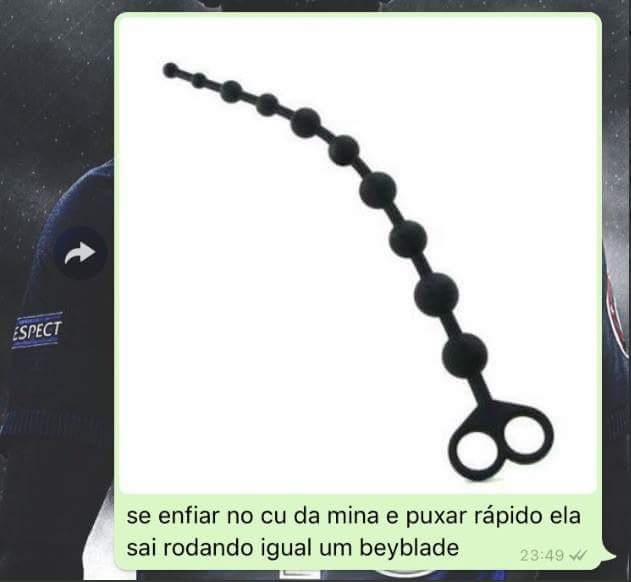 ESPECT
se enfiar no cu da mina e puxar rápido ela
sai rodando igual um beyblade
23:49